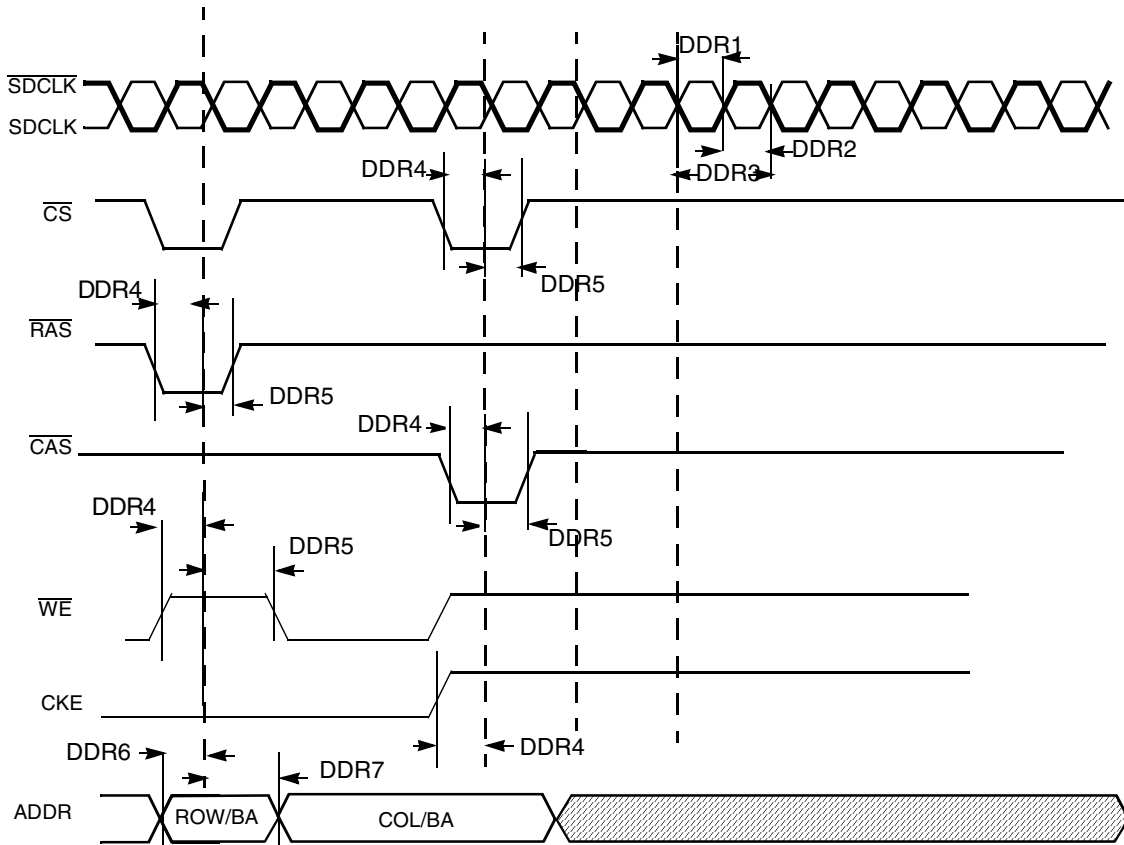 DDR1
SDCLK
SDCLK
DDR2
DDR4
DDR3
CS
DDR5
DDR4
RAS
DDR5
DDR4
CAS
DDR4
DDR5
DDR5
WE
CKE
DDR6
DDR4
DDR7
ADDR
ROW/BA
COL/BA